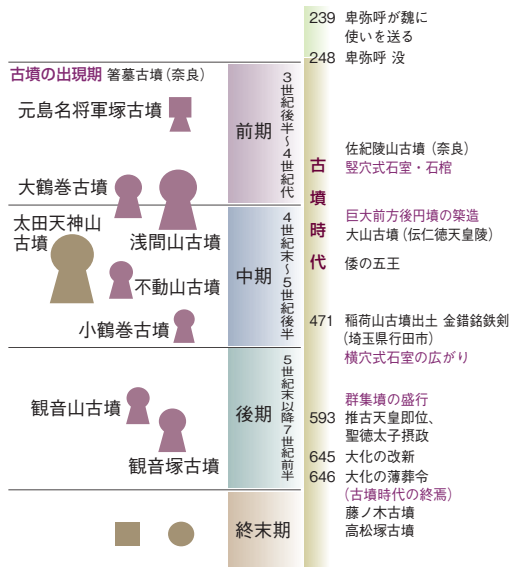 239 卑弥呼が魏に
使いを送る
248 卑弥呼 没
古墳の出現期 箸墓古墳（奈良）
元島名将軍塚古墳
前期
3世紀後半〜4世紀代
佐紀陵山古墳（奈良）
竪穴式石室・石棺
古墳時代
大鶴巻古墳
浅間山古墳
太田天神山
古墳
不動山古墳
小鶴巻古墳
中期
4世紀末〜5世紀後半
巨大前方後円墳の築造
大山古墳（伝仁徳天皇陵）
倭の五王
471 稲荷山古墳出土 金錯銘鉄剣
（埼玉県行田市）
横穴式石室の広がり
観音山古墳
観音塚古墳
後期
5世紀末以降7世紀前半
群集墳の盛行
593 推古天皇即位、
聖徳太子摂政
645 大化の改新
646 大化の薄葬令
（古墳時代の終焉）
藤ノ木古墳
高松塚古墳
終末期